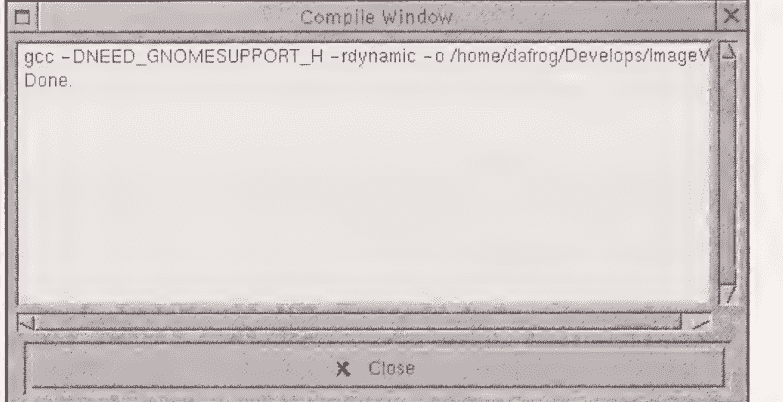 Compile Window
gcc -DNEED_GNOMESUPPORT_H -rdynamic -o /home/dafrog/Develops/ImageV
Done.
Close